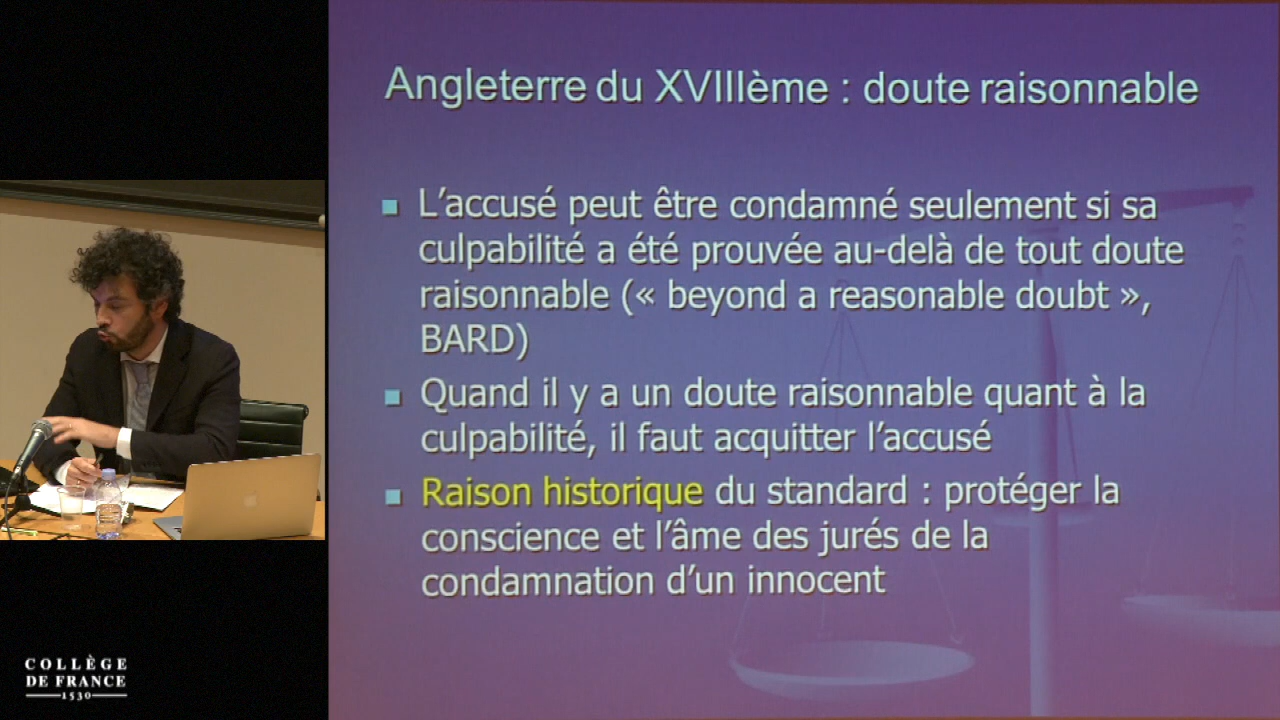 Angleterre du XVIIIème : doute raisonnable
L'accusé peut être condamné seulement si sa
culpabilité a été prouvée au-delà de tout doute
raisonnable (« beyond a reasonable doubt »,
BARD)
Quand il y a un doute raisonnable quant à la
culpabilité, il faut acquitter l'accusé
Raison historique du standard : protéger la
conscience et l'âme des jurés de la
condamnation d'un innocent
COLLÈGE
DE FRANCE
1530